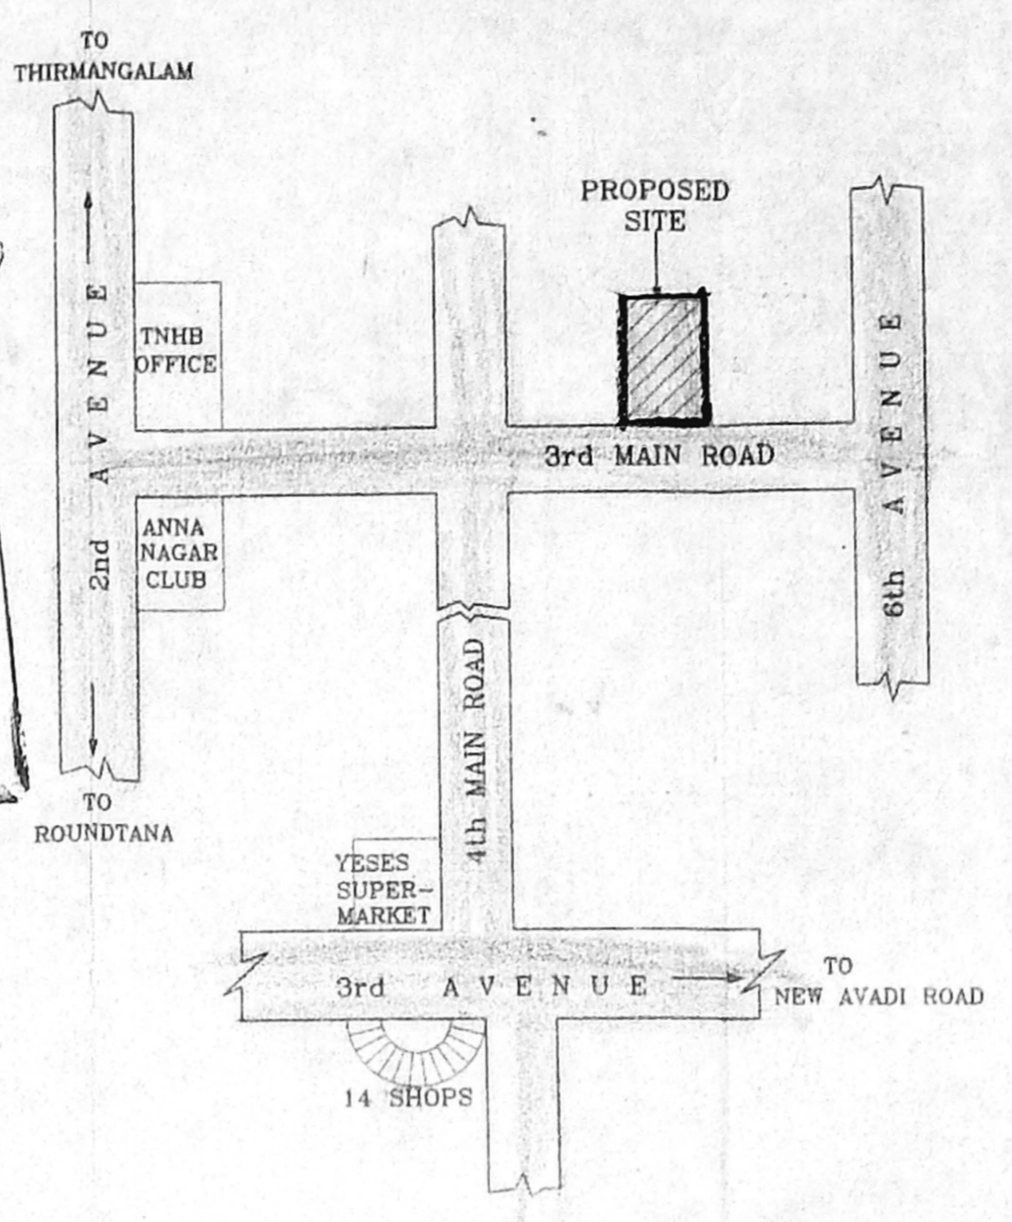 TO
THIRMANGALAM
PROPOSED
SITE
TNHB
OFFICE
2nd AVENUE
3rd MAIN ROAD
6th AVENUE
ANNA
NAGAR
CLUB
4th MAIN ROAD
TO
ROUNDTANA
YESES
SUPER-
MARKET
3rd AVENUE
TO
NEW AVADI ROAD
14 SHOPS